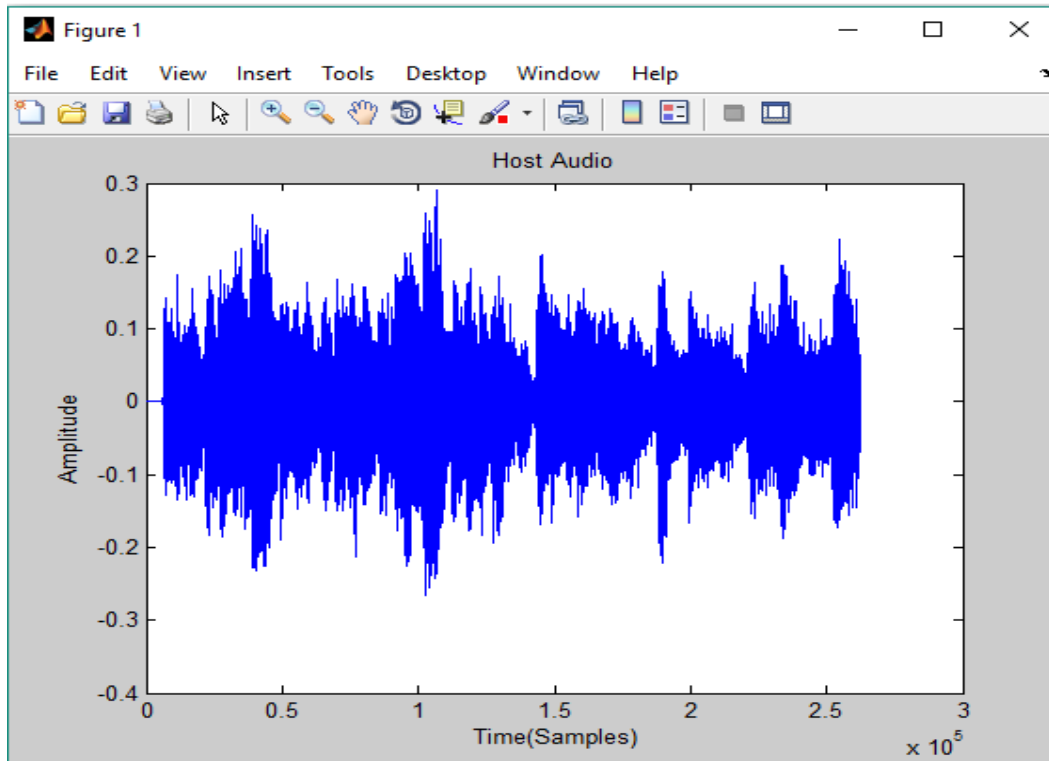 Figure 1
File Edit View Insert Tools Desktop Window Help
Host Audio
0.3
0.2
0.1
0
-0.1
-0.2
-0.3
-0.4
Amplitude
0 0.5 1 1.5 2 2.5 3
Time(Samples)
x 10^5